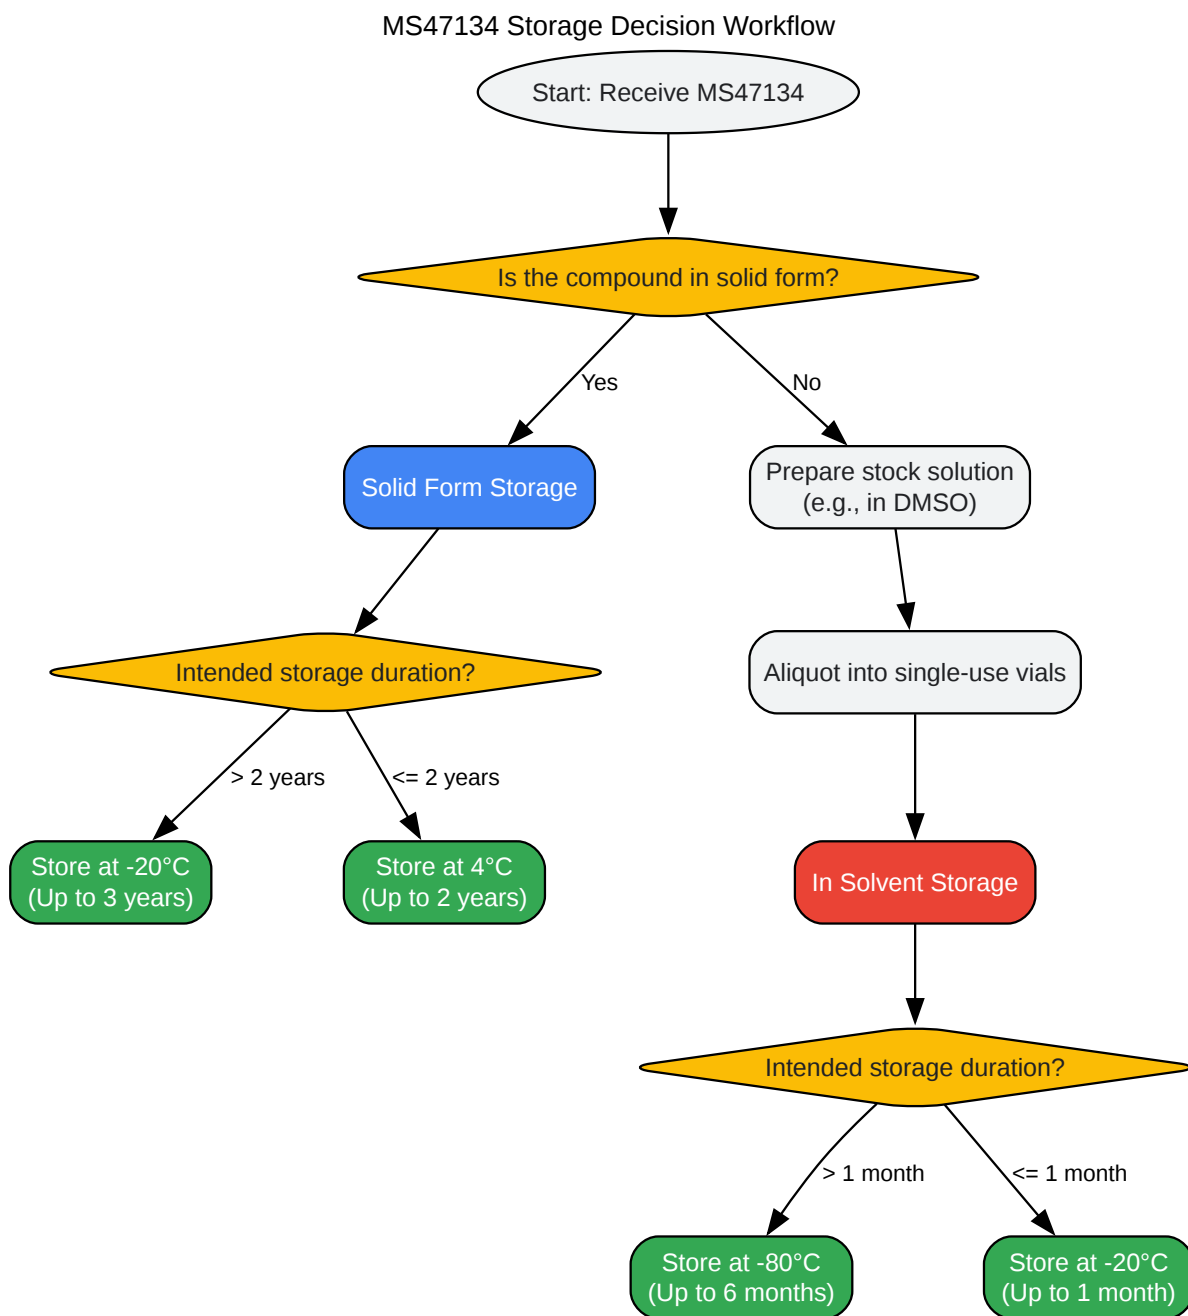 MS47134 Storage Decision Workflow
Start: Receive MS47134
Is the compound in solid form?
Yes
No
Solid Form Storage
Prepare stock solution
(e.g., in DMSO)
Intended storage duration?
Aliquot into single-use vials
> 2 years
<= 2 years
Store at -20°C
(Up to 3 years)
Store at 4°C
(Up to 2 years)
In Solvent Storage
Intended storage duration?
> 1 month
<= 1 month
Store at -80°C
(Up to 6 months)
Store at -20°C
(Up to 1 month)